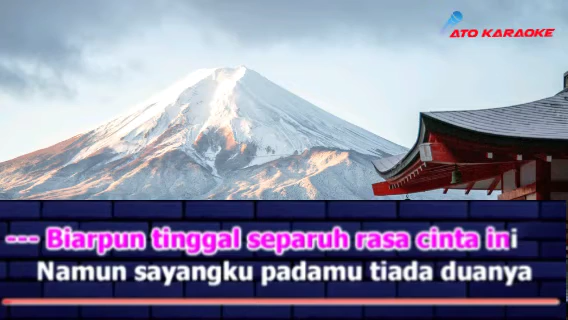 ATO KARAOKE
--- Biarpun tinggal separuh rasa cinta ini
Namun sayangku padamu tiada duanya